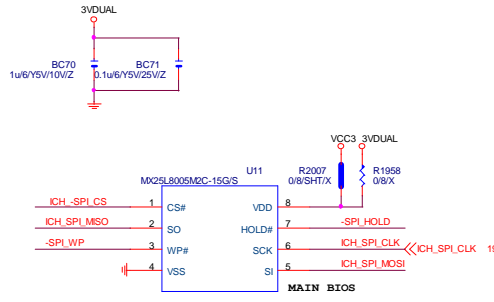 3VDUAL
BC70 BC71
1u/6/Y5V/10V/Z 0.1u/6/Y5V/25V/Z
VCC3 3VDUAL
U11 R2007 R1958
MX25L8005M2C-15G/S 0/8/SHT/X 0/8/X
ICH_-SPI_CS 1 CS# VDD 8
ICH_SPI_MISO 2 SO HOLD# 7 -SPI_HOLD
-SPI_WP 3 WP# SCK 6 ICH_SPI_CLK ICH_SPI_CLK 19
4 VSS SI 5 ICH_SPI_MOSI
MAIN BIOS